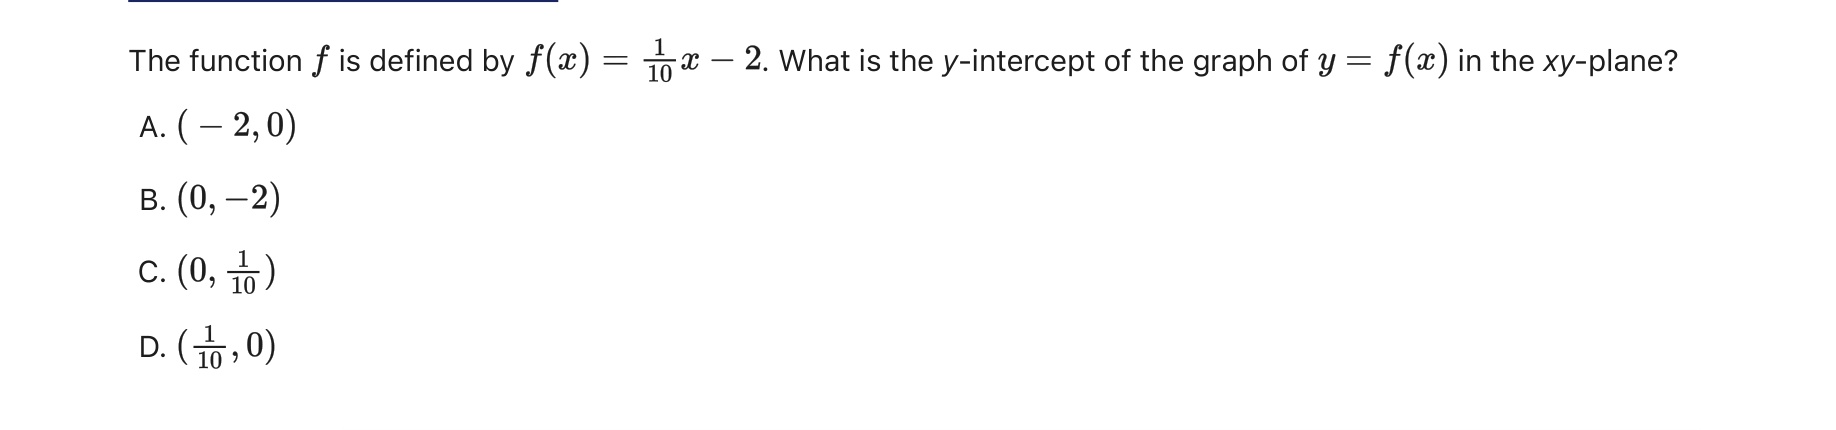 The function f is defined by f(x) = \frac{1}{10}x − 2. What is the y-intercept of the graph of y = f(x) in the xy-plane?
A. ( − 2, 0)
B. (0, −2)
C. (0, \frac{1}{10})
D. (\frac{1}{10}, 0)